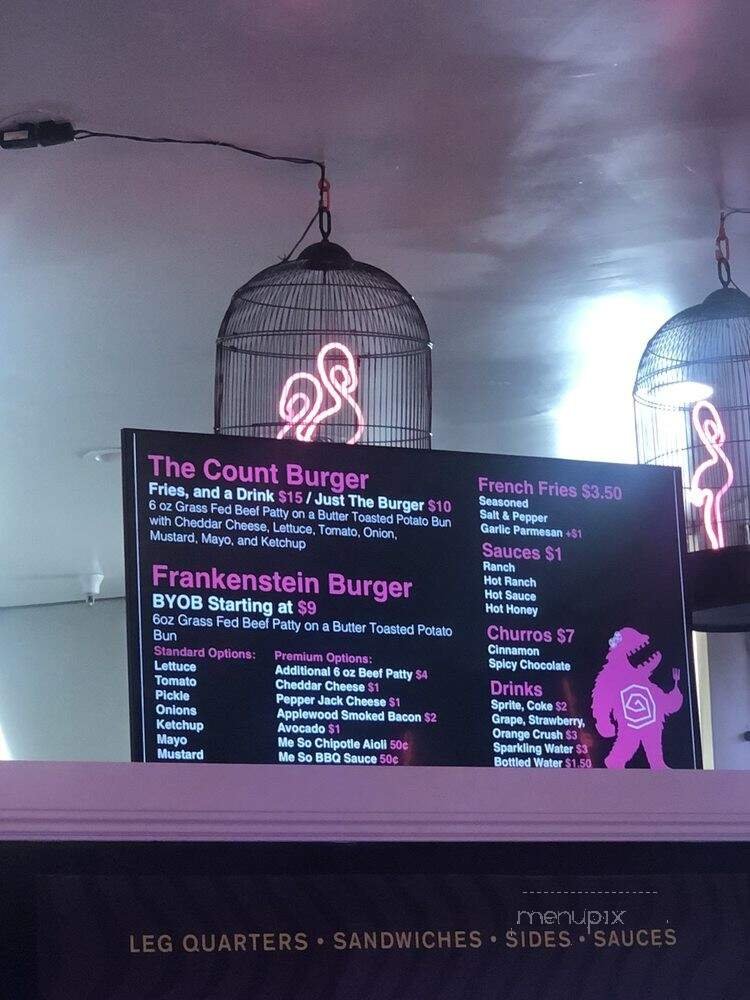 The Count Burger
Fries, and a Drink $15 / Just The Burger $10
6 oz Grass Fed Beef Patty on a Butter Toasted Potato Bun
with Cheddar Cheese, Lettuce, Tomato, Onion,
Mustard, Mayo, and Ketchup
Frankenstein Burger
BYOB Starting at $9
6oz Grass Fed Beef Patty on a Butter Toasted Potato
Bun
Standard Options:
Lettuce
Tomato
Pickle
Onions
Ketchup
Mayo
Mustard
Premium Options:
Additional 6 oz Beef Patty $4
Cheddar Cheese $1
Pepper Jack Cheese $1
Applewood Smoked Bacon $2
Avocado $1
Me So Chipotle Aioli 50¢
Me So BBQ Sauce 50¢
French Fries $3.50
Seasoned
Salt & Pepper
Garlic Parmesan +$1
Sauces $1
Ranch
Hot Ranch
Hot Sauce
Hot Honey
Churros $7
Cinnamon
Spicy Chocolate
Drinks
Sprite, Coke $2
Grape, Strawberry,
Orange Crush $3
Sparkling Water $3
Bottled Water $1.50
menupix
LEG QUARTERS • SANDWICHES • SIDES • SAUCES